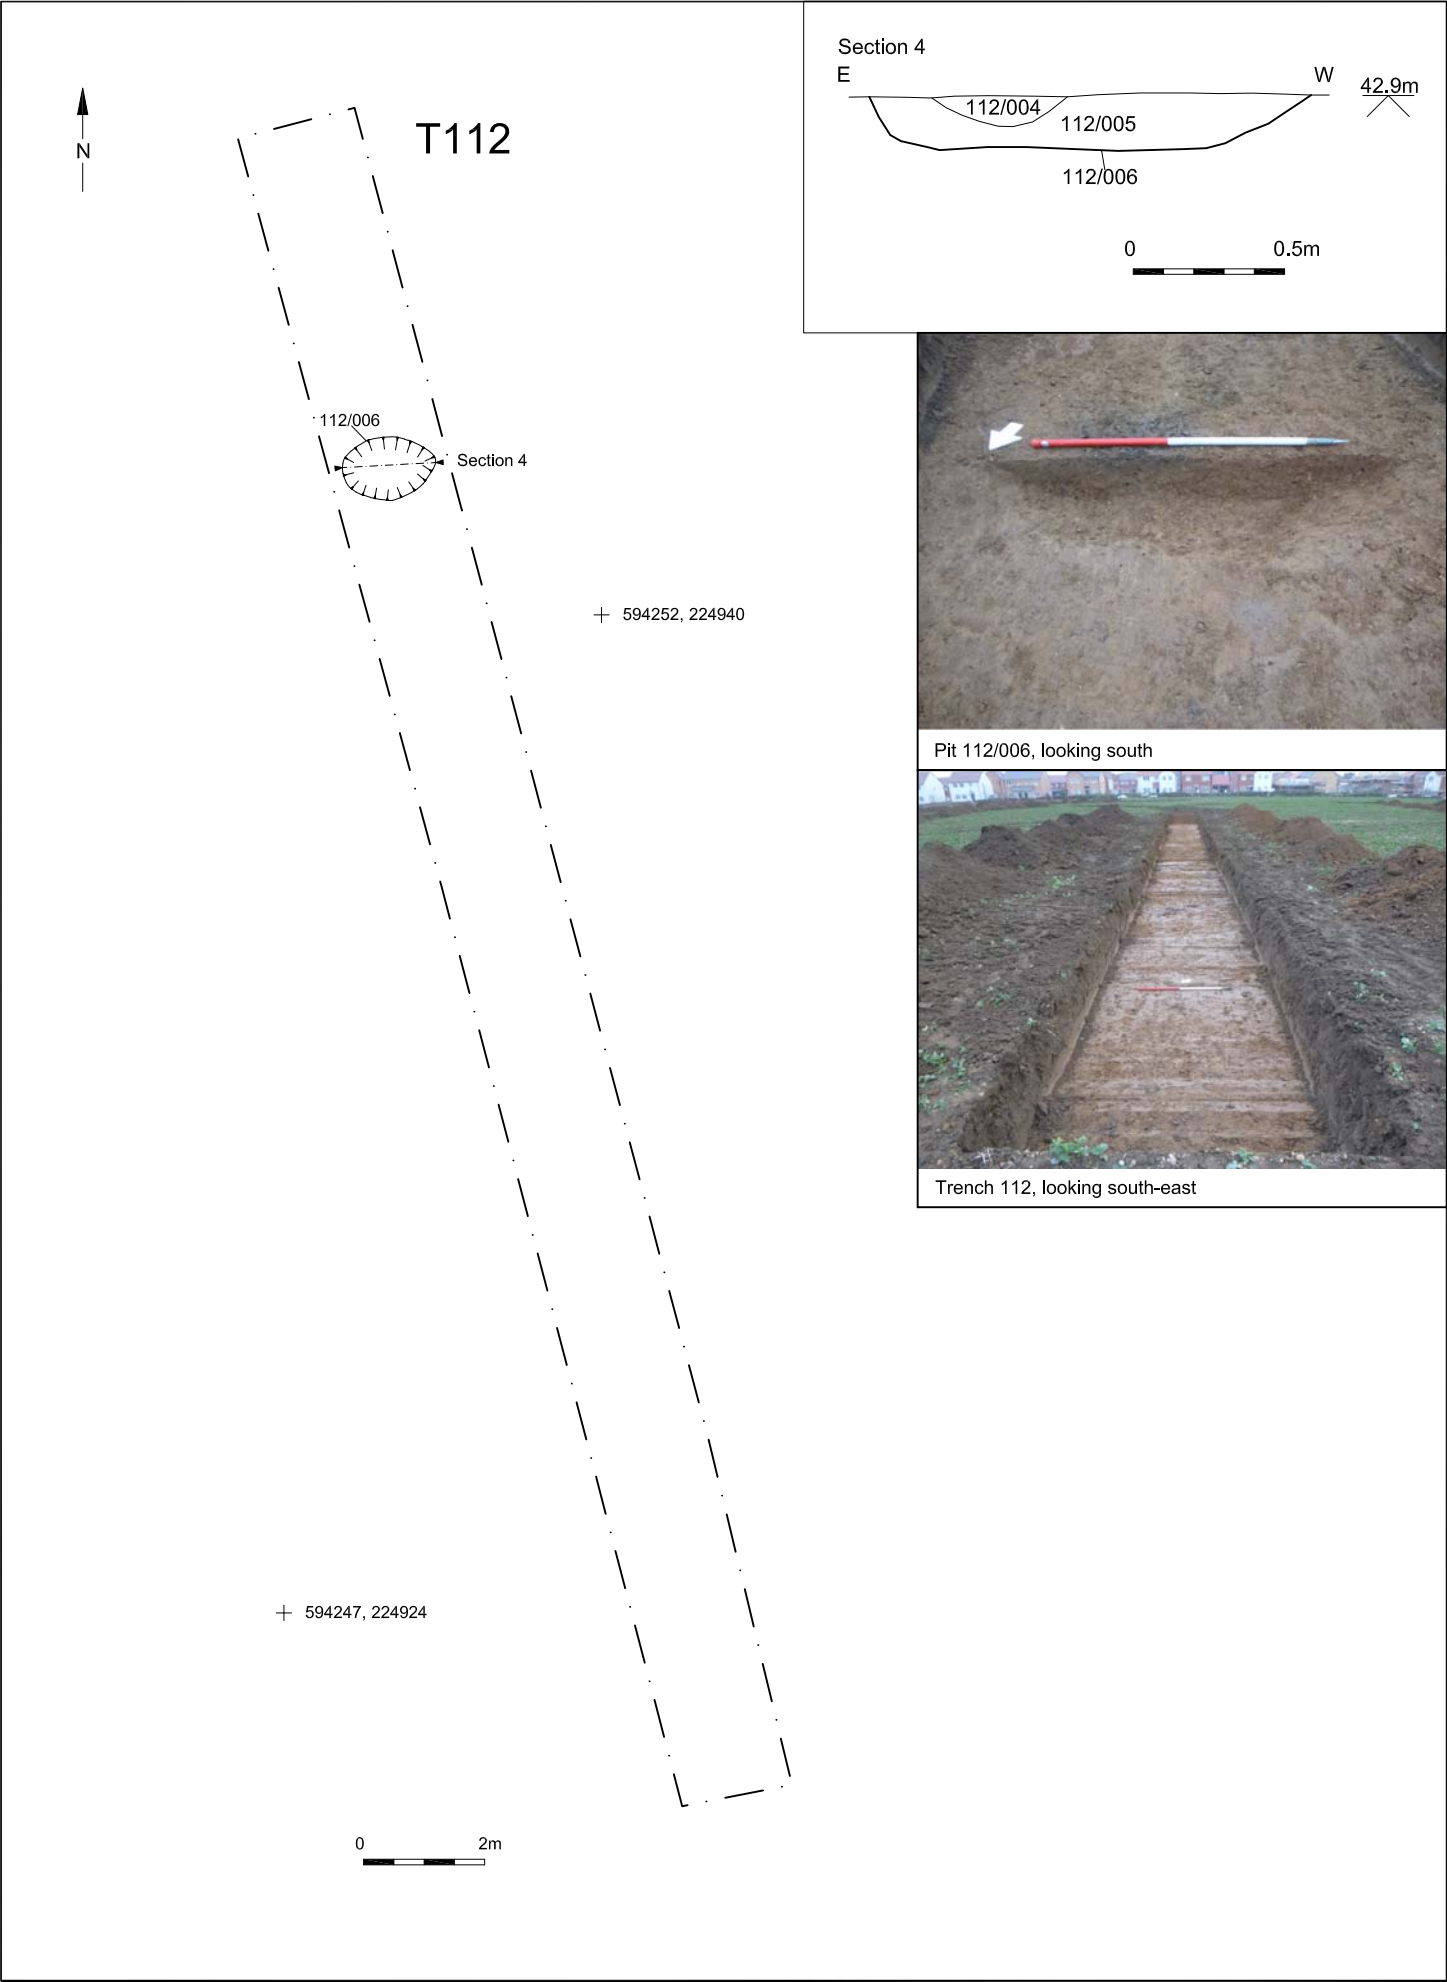 T112
N
112/006
Section 4
594252, 224940
594247, 224924
0 2m
Section 4
E W
42.9m
112/004
112/005
112/006
0 0.5m
Pit 112/006, looking south
Trench 112, looking south-east